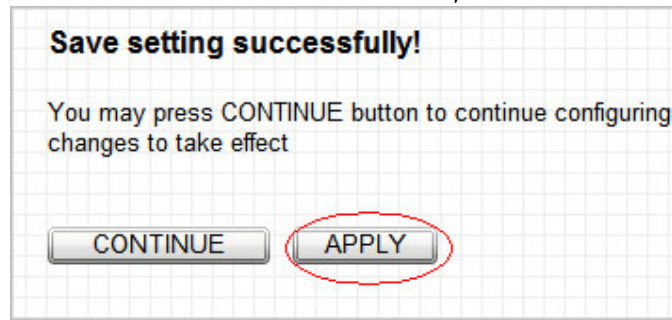 Save setting successfully!
You may press CONTINUE button to continue configuring
changes to take effect
CONTINUE APPLY